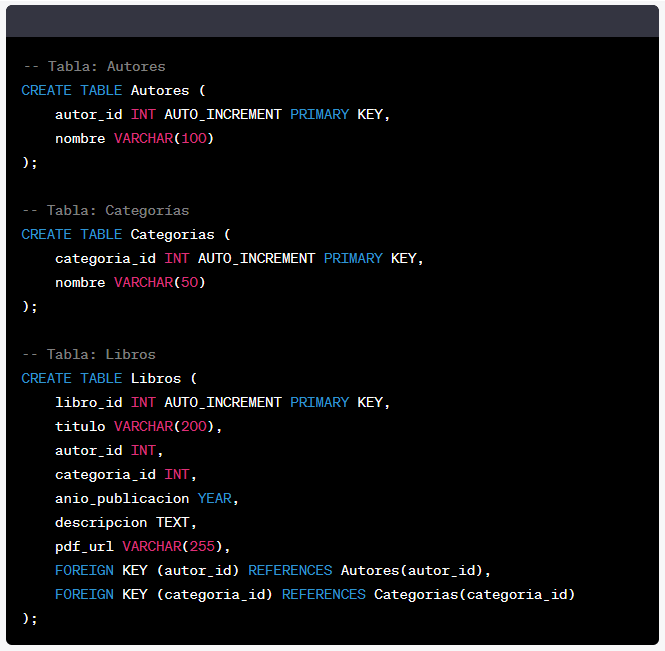 -- Tabla: Autores
CREATE TABLE Autores (
    autor_id INT AUTO_INCREMENT PRIMARY KEY,
    nombre VARCHAR(100)
);

-- Tabla: Categorías
CREATE TABLE Categorias (
    categoria_id INT AUTO_INCREMENT PRIMARY KEY,
    nombre VARCHAR(50)
);

-- Tabla: Libros
CREATE TABLE Libros (
    libro_id INT AUTO_INCREMENT PRIMARY KEY,
    titulo VARCHAR(200),
    autor_id INT,
    categoria_id INT,
    anio_publicacion YEAR,
    descripcion TEXT,
    pdf_url VARCHAR(255),
    FOREIGN KEY (autor_id) REFERENCES Autores(autor_id),
    FOREIGN KEY (categoria_id) REFERENCES Categorias(categoria_id)
);